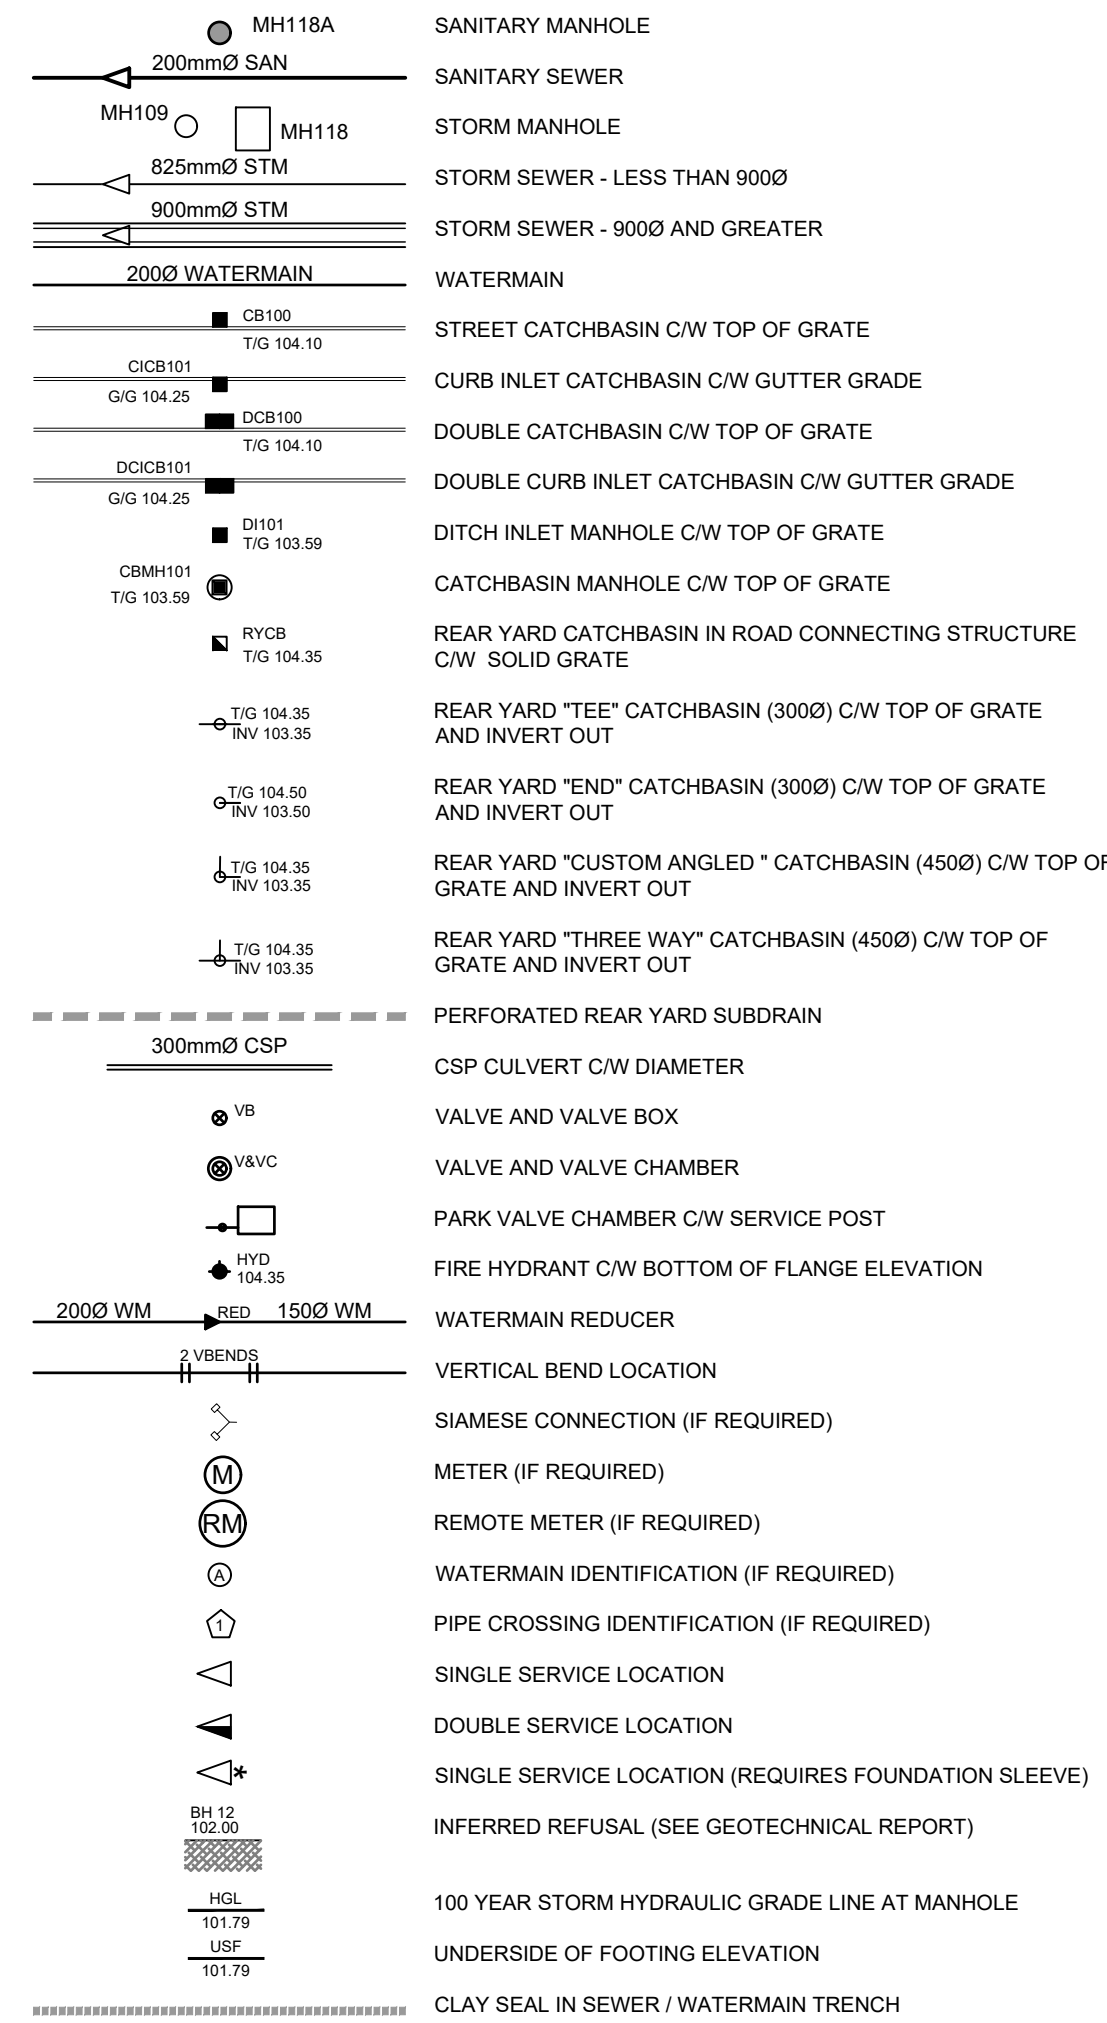 MH118A SANITARY MANHOLE
200mmØ SAN
SANITARY SEWER
MH109 MH118 STORM MANHOLE
825mmØ STM
STORM SEWER - LESS THAN 900Ø
900mmØ STM
STORM SEWER - 900Ø AND GREATER
200Ø WATERMAIN WATERMAIN
CB100
T/G 104.10
STREET CATCHBASIN C/W TOP OF GRATE
CICB101
G/G 104.25
CURB INLET CATCHBASIN C/W GUTTER GRADE
DCB100
T/G 104.10
DOUBLE CATCHBASIN C/W TOP OF GRATE
DCICB101
G/G 104.25
DOUBLE CURB INLET CATCHBASIN C/W GUTTER GRADE
DI101
T/G 103.59
DITCH INLET MANHOLE C/W TOP OF GRATE
CBMH101
T/G 103.59
CATCHBASIN MANHOLE C/W TOP OF GRATE
RYCB
T/G 104.35
REAR YARD CATCHBASIN IN ROAD CONNECTING STRUCTURE
C/W SOLID GRATE
T/G 104.35
INV 103.35
REAR YARD "TEE" CATCHBASIN (300Ø) C/W TOP OF GRATE
AND INVERT OUT
T/G 104.50
INV 103.50
REAR YARD "END" CATCHBASIN (300Ø) C/W TOP OF GRATE
AND INVERT OUT
T/G 104.35
INV 103.35
REAR YARD "CUSTOM ANGLED " CATCHBASIN (450Ø) C/W TOP OF
GRATE AND INVERT OUT
T/G 104.35
INV 103.35
REAR YARD "THREE WAY" CATCHBASIN (450Ø) C/W TOP OF
GRATE AND INVERT OUT
PERFORATED REAR YARD SUBDRAIN
300mmØ CSP
CSP CULVERT C/W DIAMETER
VB VALVE AND VALVE BOX
V&VC VALVE AND VALVE CHAMBER
PARK VALVE CHAMBER C/W SERVICE POST
HYD
104.35
FIRE HYDRANT C/W BOTTOM OF FLANGE ELEVATION
200Ø WM RED 150Ø WM WATERMAIN REDUCER
2 VBENDS VERTICAL BEND LOCATION
SIAMESE CONNECTION (IF REQUIRED)
M METER (IF REQUIRED)
RM REMOTE METER (IF REQUIRED)
A WATERMAIN IDENTIFICATION (IF REQUIRED)
1 PIPE CROSSING IDENTIFICATION (IF REQUIRED)
SINGLE SERVICE LOCATION
DOUBLE SERVICE LOCATION
* SINGLE SERVICE LOCATION (REQUIRES FOUNDATION SLEEVE)
BH 12
102.00
INFERRED REFUSAL (SEE GEOTECHNICAL REPORT)
HGL
101.79
100 YEAR STORM HYDRAULIC GRADE LINE AT MANHOLE
USF
101.79
UNDERSIDE OF FOOTING ELEVATION
CLAY SEAL IN SEWER / WATERMAIN TRENCH